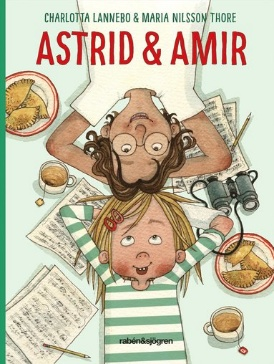 CHARLOTTA LANNEBO & MARIA NILSSON THORE
ASTRID & AMIR
rabén&sjögren